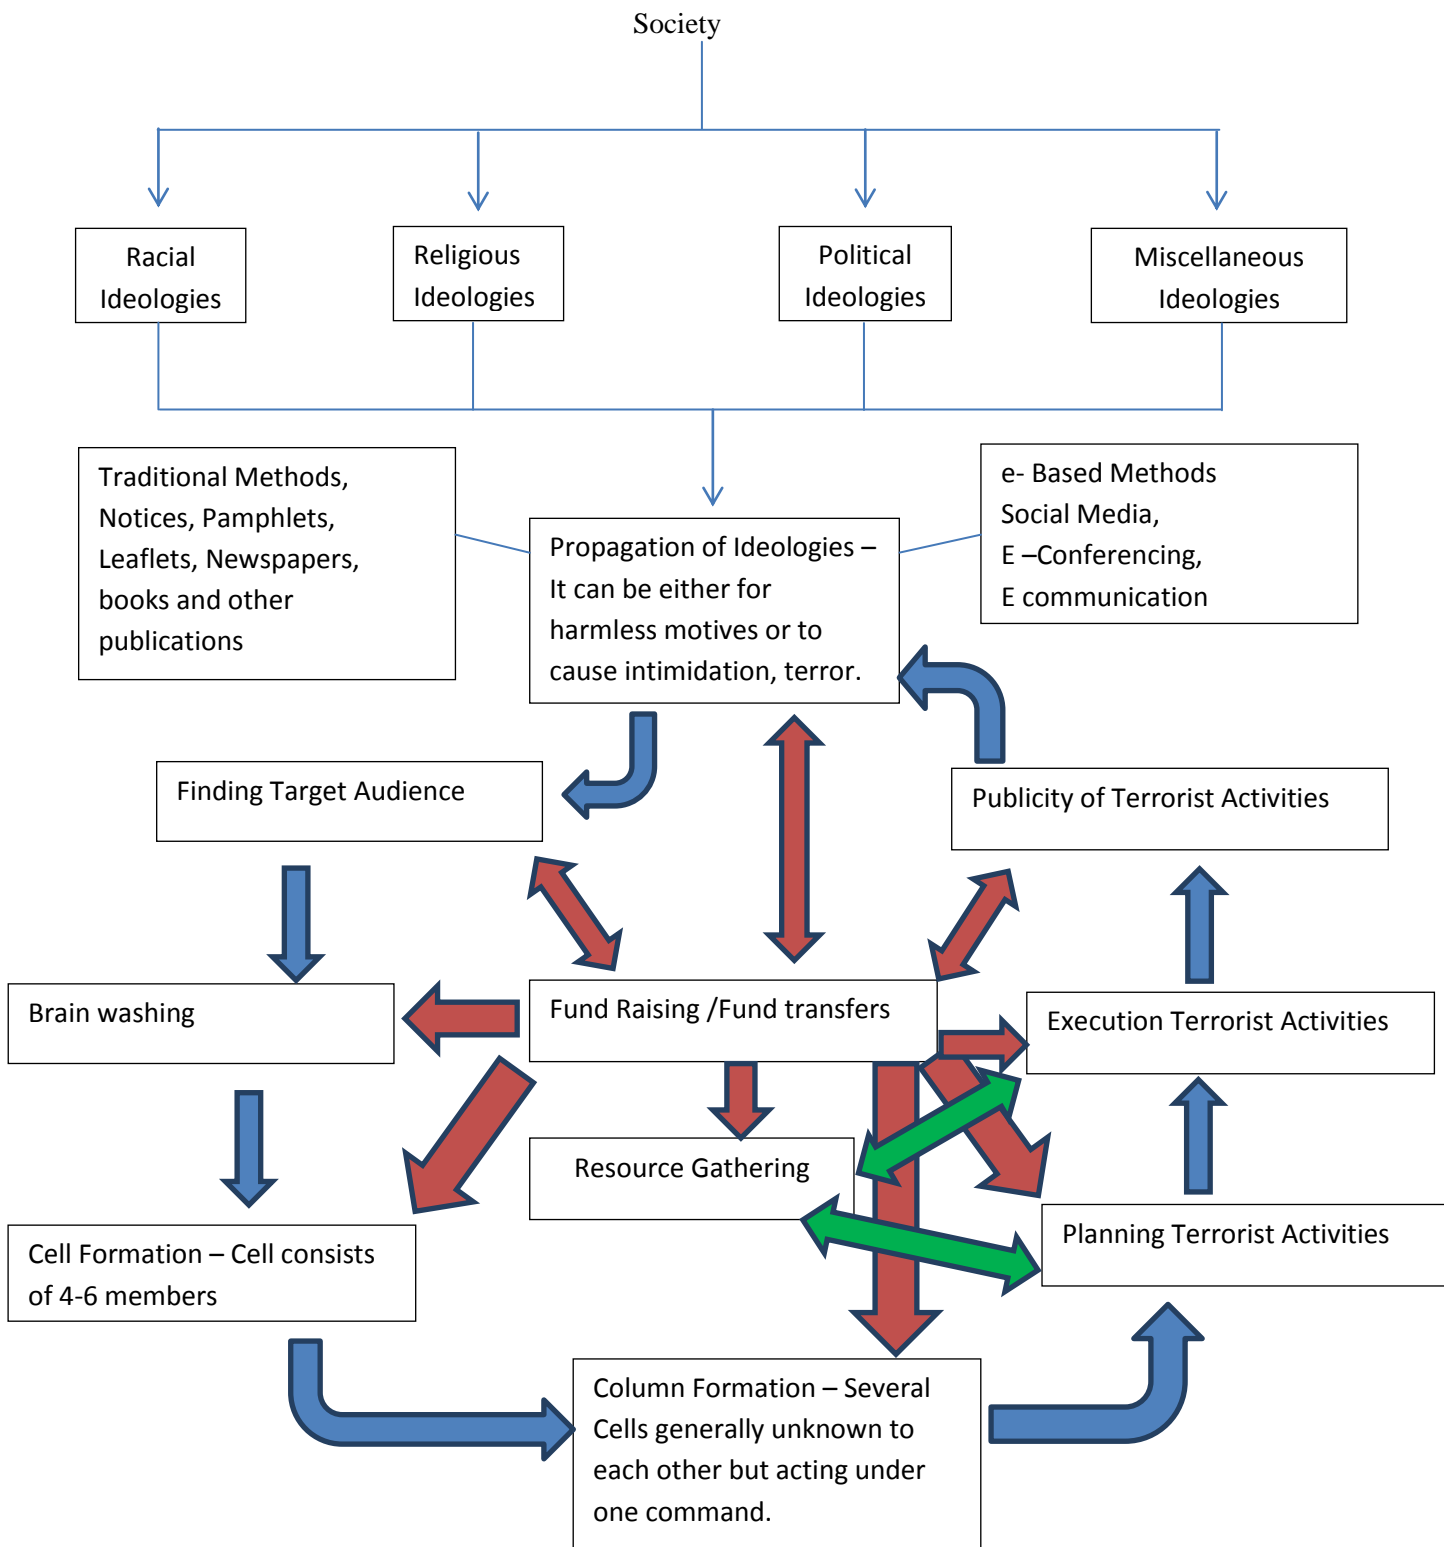 Society
Racial
Ideologies
Religious
Ideologies
Political
Ideologies
Miscellaneous
Ideologies
Traditional Methods,
Notices, Pamphlets,
Leaflets, Newspapers,
books and other
publications
e- Based Methods
Social Media,
E –Conferencing,
E communication
Propagation of Ideologies –
It can be either for
harmless motives or to
cause intimidation, terror.
Finding Target Audience
Publicity of Terrorist Activities
Brain washing
Fund Raising /Fund transfers
Execution Terrorist Activities
Resource Gathering
Cell Formation – Cell consists
of 4-6 members
Planning Terrorist Activities
Column Formation – Several
Cells generally unknown to
each other but acting under
one command.